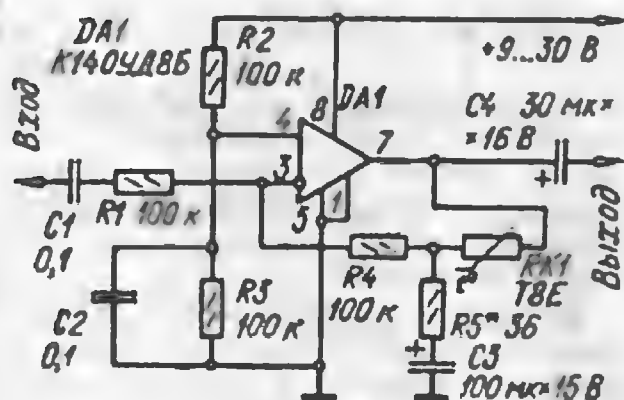 DA1
К140УД8Б
R2
100 к
+9...30 В
DA1
8
4
7
3
5
1
C4 30 мк×
×16 В
Вход
C1
0,1
R1 100 к
C2
0,1
R3
100 к
R4
100 к
t°
RK1
T8E
R5* 36
C3
100 мк×15 В
Выход